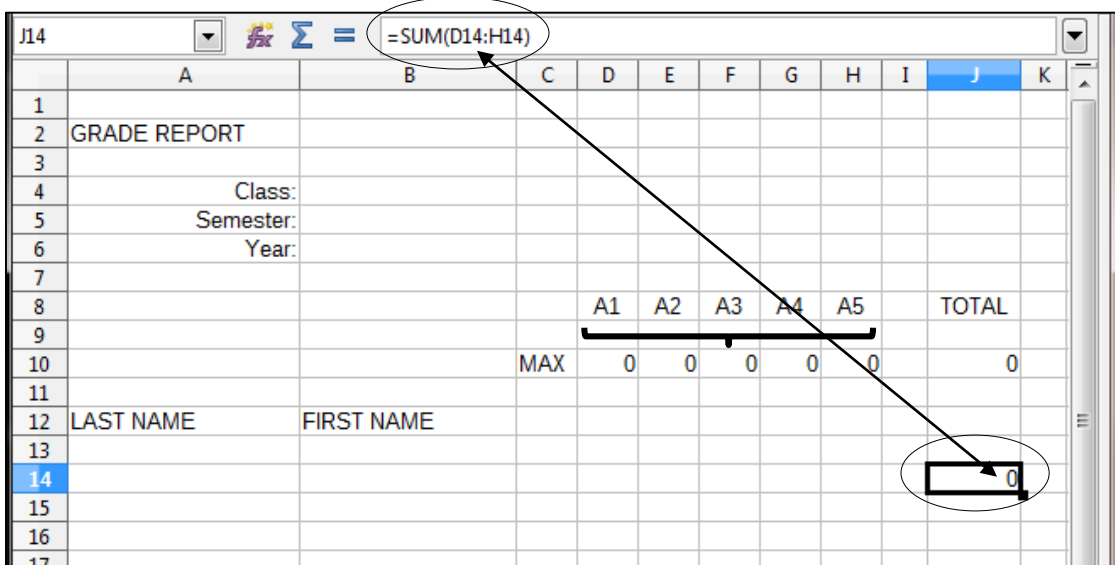 J14 fx Σ = =SUM(D14:H14)
A B C D E F G H I J K
1
2 GRADE REPORT
3
4 Class:
5 Semester:
6 Year:
7
8 A1 A2 A3 A4 A5 TOTAL
9
10 MAX 0 0 0 0 0 0
11
12 LAST NAME FIRST NAME
13
14 0
15
16
17